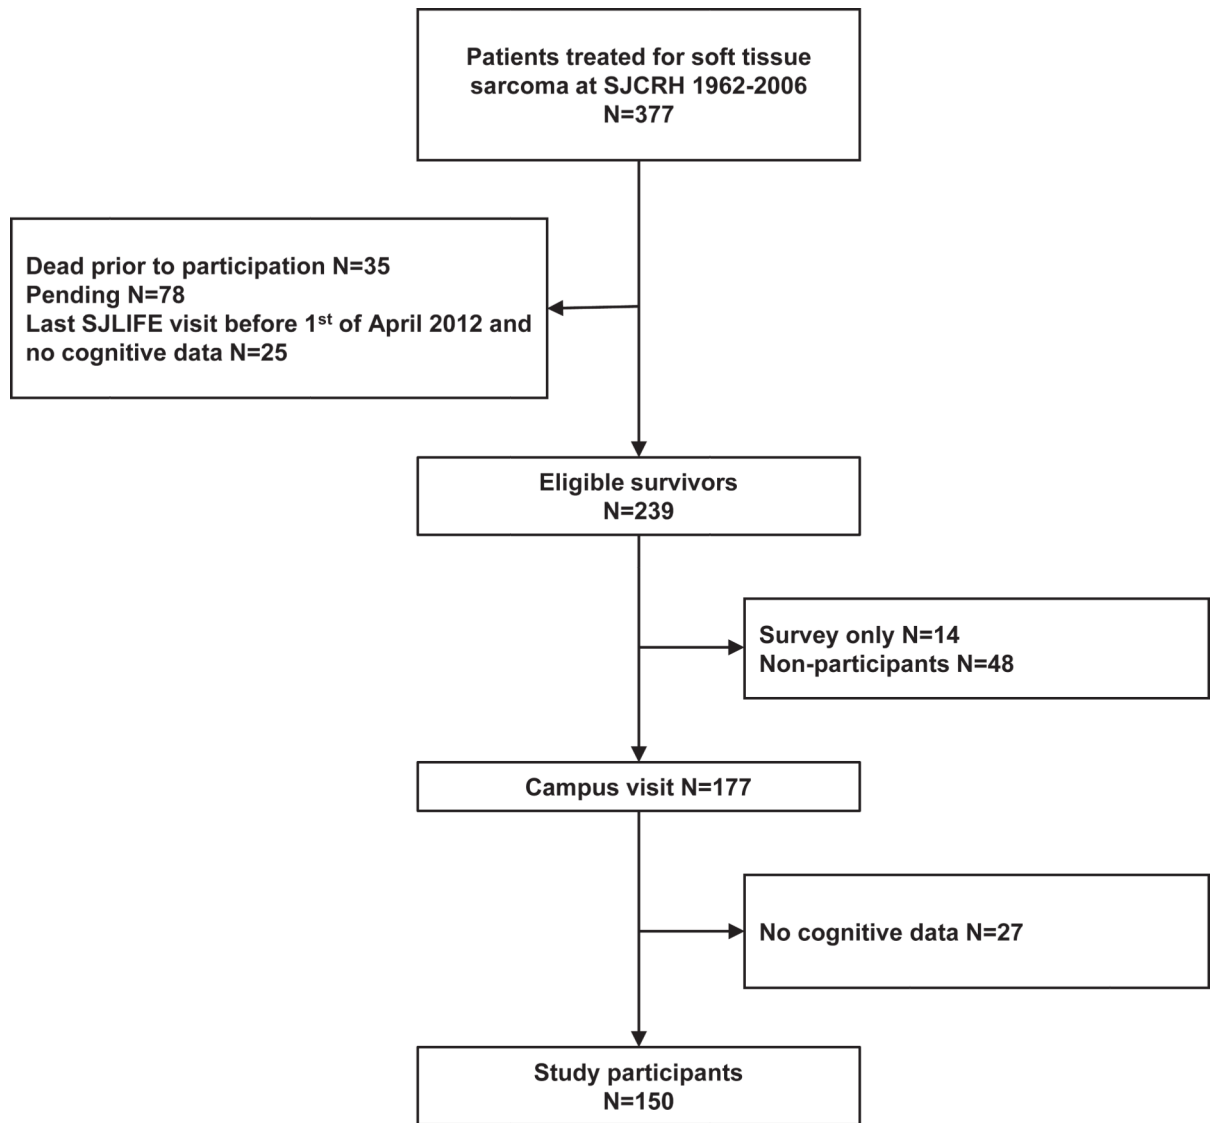 Patients treated for soft tissue
sarcoma at SJCRH 1962-2006
N=377
Dead prior to participation N=35
Pending N=78
Last SJLIFE visit before 1st of April 2012 and
no cognitive data N=25
Eligible survivors
N=239
Survey only N=14
Non-participants N=48
Campus visit N=177
No cognitive data N=27
Study participants
N=150